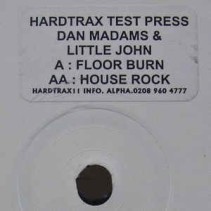 HARDTRAX TEST PRESS
DAN MADAMS &
LITTLE JOHN
A : FLOOR BURN
AA : HOUSE ROCK
HARDTRAX11 INFO. ALPHA.0208 960 4777